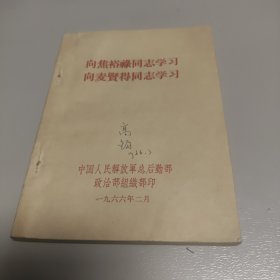 向焦裕禄同志学习
向麦贤得同志学习
高
中国人民解放军总后勤部
政治部组织部印
一九六六年二月